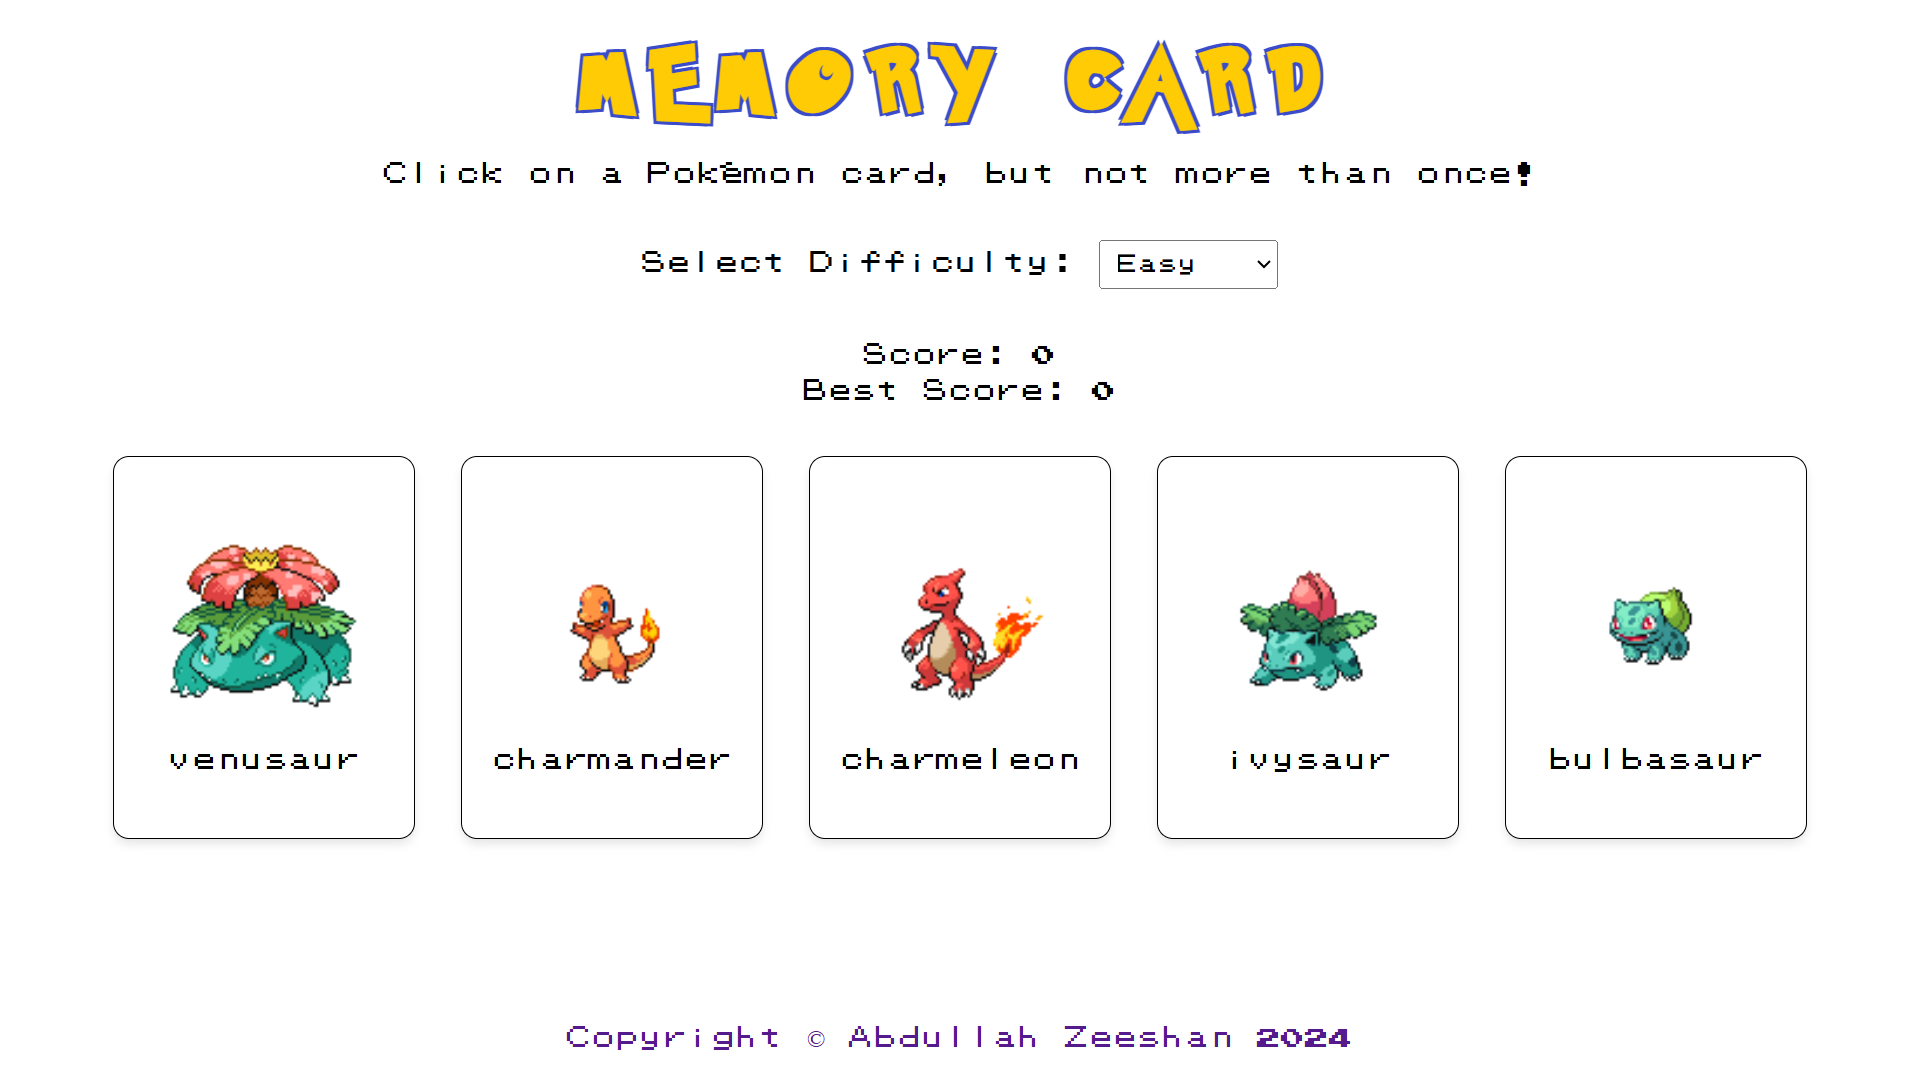 MEMORY CARD
Click on a Pokémon card, but not more than once!
Select Difficulty: Easy
Score: 0
Best Score: 0
venusaur
charmander
charmeleon
ivysaur
bulbasaur
Copyright © Abdullah Zeeshan 2024